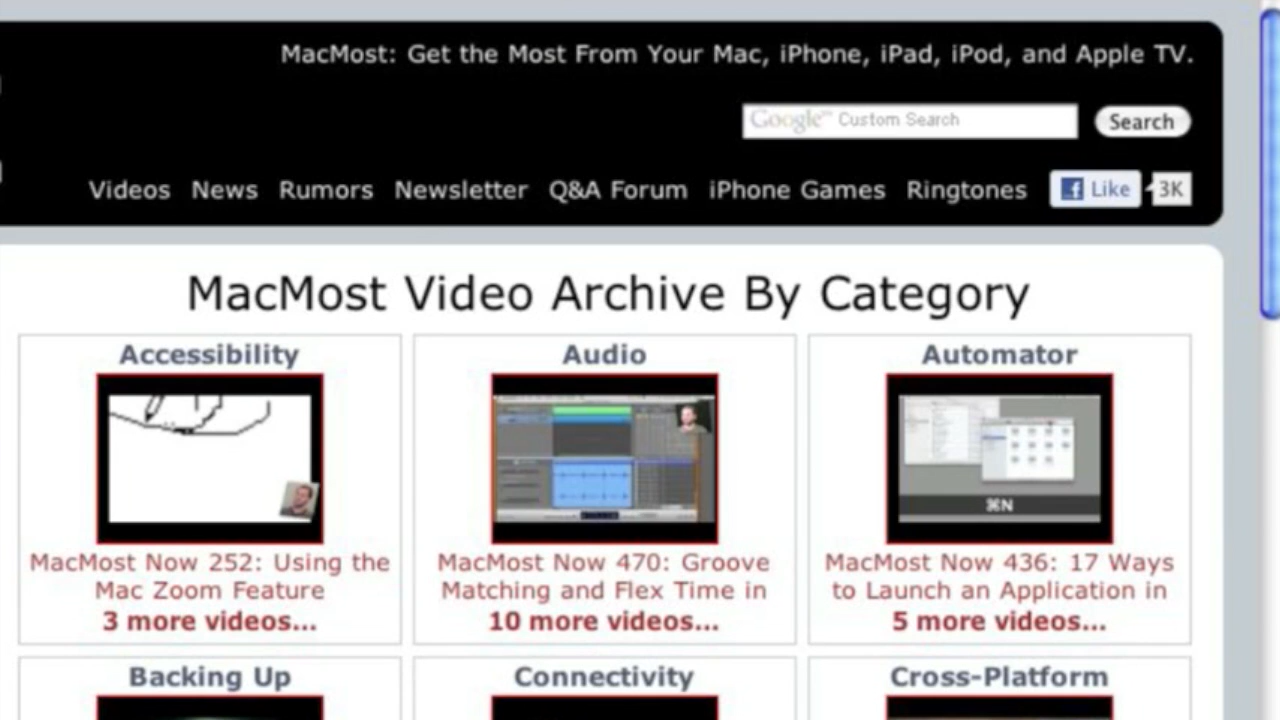 MacMost: Get the Most From Your Mac, iPhone, iPad, iPod, and Apple TV.
Google™ Custom Search
Search
Videos News Rumors Newsletter Q&A Forum iPhone Games Ringtones Like 3K
MacMost Video Archive By Category
Accessibility
Audio
Automator
⌘N
MacMost Now 252: Using the
Mac Zoom Feature
3 more videos...
MacMost Now 470: Groove
Matching and Flex Time in
10 more videos...
MacMost Now 436: 17 Ways
to Launch an Application in
5 more videos...
Backing Up
Connectivity
Cross-Platform